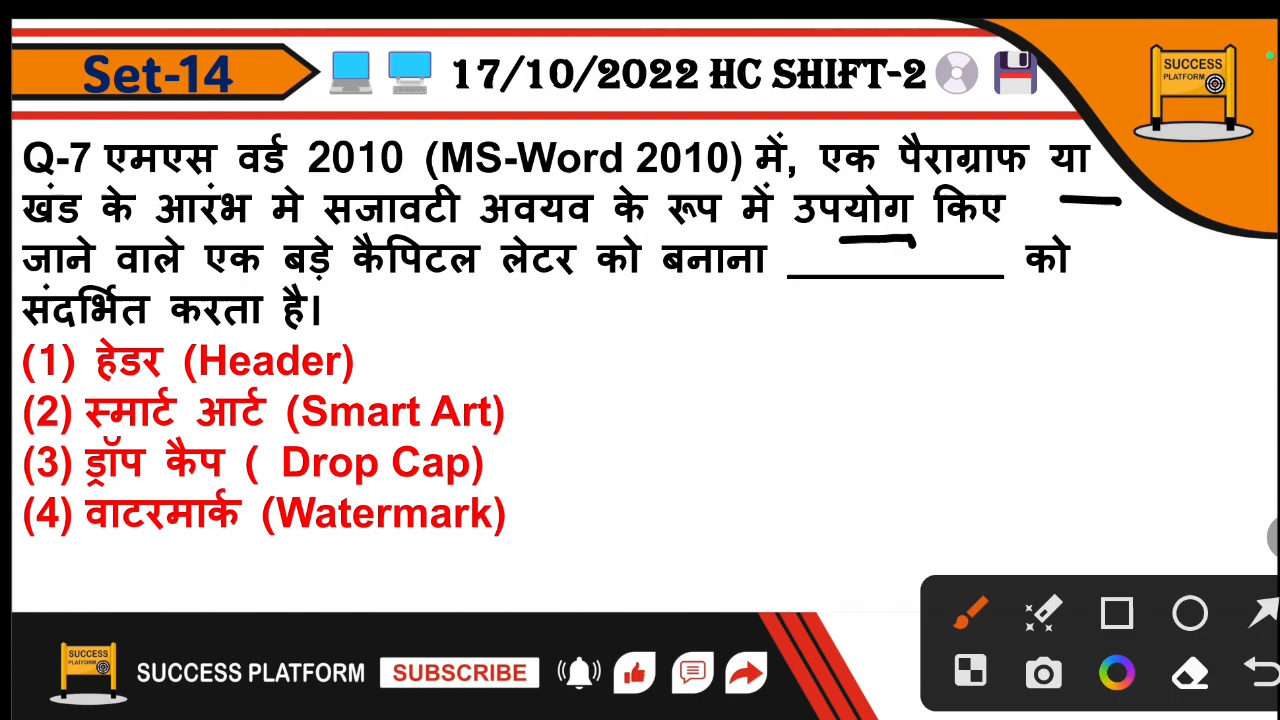 Set-14
17/10/2022 HC SHIFT-2
SUCCESS
PLATFORM
Q-7 एमएस वर्ड 2010 (MS-Word 2010) में, एक पैराग्राफ या
खंड के आरंभ मे सजावटी अवयव के रूप में उपयोग किए
जाने वाले एक बड़े कैपिटल लेटर को बनाना __________ को
संदर्भित करता है।
(1) हेडर (Header)
(2) स्मार्ट आर्ट (Smart Art)
(3) ड्रॉप कैप ( Drop Cap)
(4) वाटरमार्क (Watermark)
SUCCESS
PLATFORM
SUCCESS PLATFORM
SUBSCRIBE